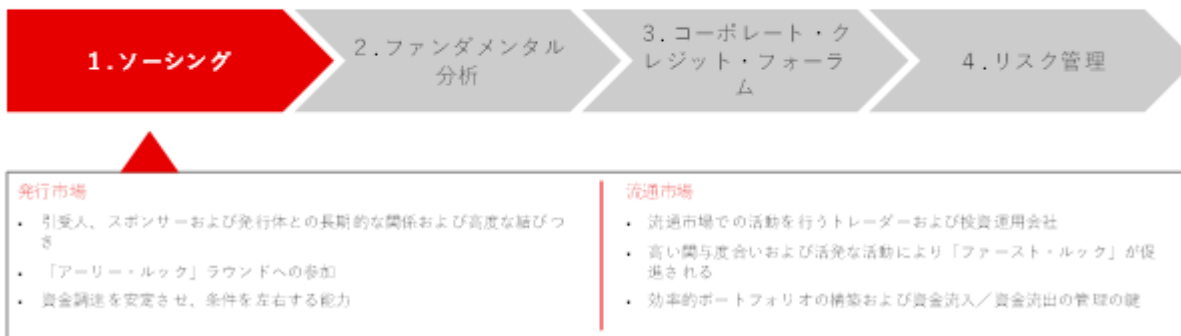 1.ソーシング
2.ファンダメンタル
分析
3.コーポレート・ク
レジット・フォーラ
ム
4.リスク管理
発行市場
• 引受人、スポンサーおよび発行体との長期的な関係および高度な結びつ
き
• 「アーリー・ルック」ラウンドへの参加
• 資金調達を安定させ、条件を左右する能力
流通市場
• 流通市場での活動を行うトレーダーおよび投資運用会社
• 高い関与度合いおよび活発な活動により「ファースト・ルック」が促
進される
• 効率的ポートフォリオの構築および資金流入／資金流出の管理の鍵